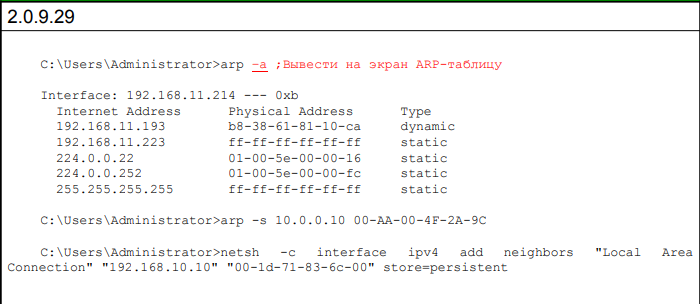 2.0.9.29
C:\Users\Administrator>arp –a ;Вывести на экран ARP-таблицу
Interface: 192.168.11.214 --- 0xb
Internet Address Physical Address Type
192.168.11.193 b8-38-61-81-10-ca dynamic
192.168.11.223 ff-ff-ff-ff-ff-ff static
224.0.0.22 01-00-5e-00-00-16 static
224.0.0.252 01-00-5e-00-00-fc static
255.255.255.255 ff-ff-ff-ff-ff-ff static
C:\Users\Administrator>arp -s 10.0.0.10 00-AA-00-4F-2A-9C
C:\Users\Administrator>netsh -c interface ipv4 add neighbors "Local Area
Connection" "192.168.10.10" "00-1d-71-83-6c-00" store=persistent